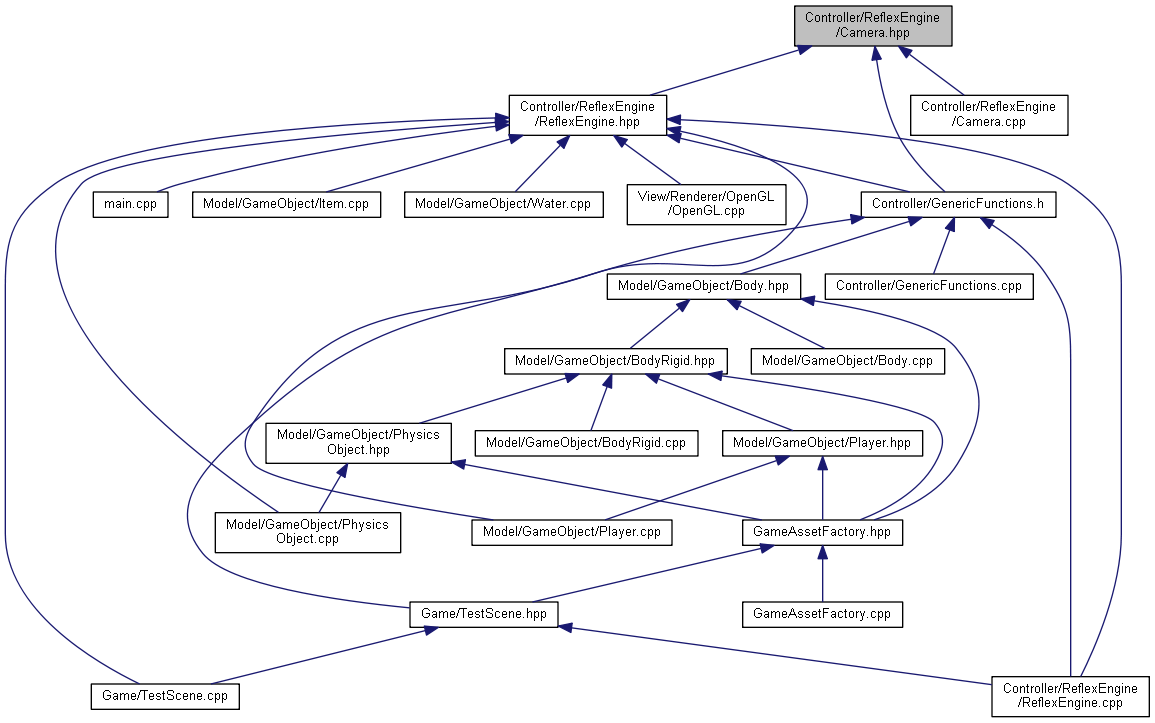 Controller/ReflexEngine
/Camera.hpp
Controller/ReflexEngine
/ReflexEngine.hpp
Controller/ReflexEngine
/Camera.cpp
main.cpp
Model/GameObject/Item.cpp
Model/GameObject/Water.cpp
View/Renderer/OpenGL
/OpenGL.cpp
Controller/GenericFunctions.h
Model/GameObject/Body.hpp
Controller/GenericFunctions.cpp
Model/GameObject/BodyRigid.hpp
Model/GameObject/Body.cpp
Model/GameObject/Physics
Object.hpp
Model/GameObject/BodyRigid.cpp
Model/GameObject/Player.hpp
Model/GameObject/Physics
Object.cpp
Model/GameObject/Player.cpp
GameAssetFactory.hpp
Game/TestScene.hpp
GameAssetFactory.cpp
Game/TestScene.cpp
Controller/ReflexEngine
/ReflexEngine.cpp